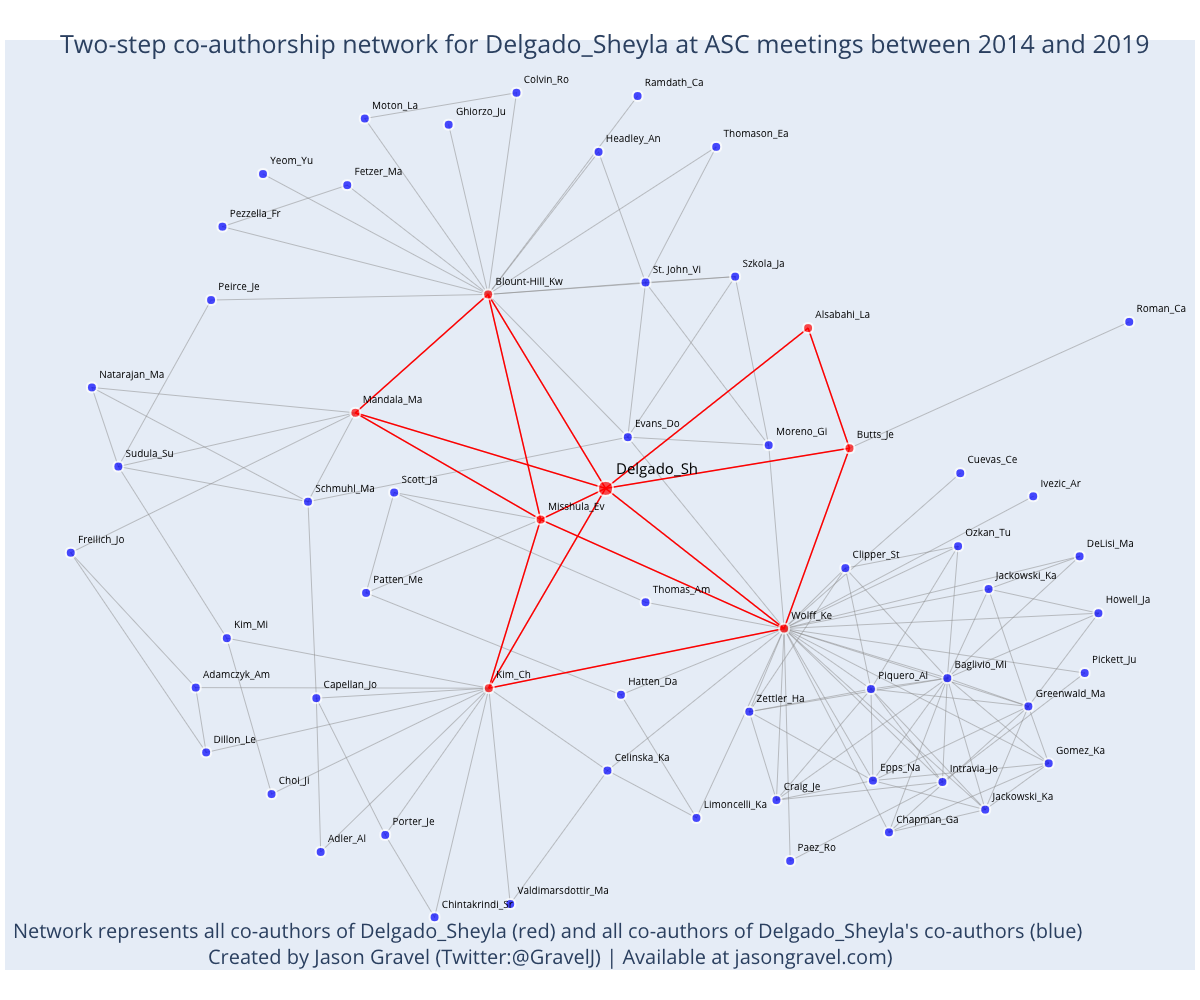 Two-step co-authorship network for Delgado_Sheyla at ASC meetings between 2014 and 2019
Colvin_Ro
Ramdath_Ca
Moton_La
Ghiorzo_Ju
Headley_An
Thomason_Ea
Yeom_Yu
Fetzer_Ma
Pezzella_Fr
St. John_Vi
Szkola_Ja
Blount-Hill_Kw
Peirce_Je
Alsabahi_La
Roman_Ca
Natarajan_Ma
Mandala_Ma
Evans_Do
Moreno_Gi
Butts_Je
Sudula_Su
Cuevas_Ce
Delgado_Sh
Scott_Ja
Schmuhl_Ma
Ivezic_Ar
Misshula_Ev
Ozkan_Tu
Freilich_Jo
DeLisi_Ma
Clipper_St
Jackowski_Ka
Patten_Me
Thomas_Am
Howell_Ja
Wolff_Ke
Kim_Mi
Pickett_Ju
Baglivio_Mi
Adamczyk_Am
Kim_Ch
Piquero_Al
Capellan_Jo
Hatten_Da
Greenwald_Ma
Zettler_Ha
Dillon_Le
Gomez_Ka
Celinska_Ka
Epps_Na
Intravia_Jo
Choi_Ji
Craig_Je
Jackowski_Ka
Limoncelli_Ka
Chapman_Ga
Porter_Je
Adler_Al
Paez_Ro
Valdimarsdottir_Ma
Chintakrindi_Sr
Network represents all co-authors of Delgado_Sheyla (red) and all co-authors of Delgado_Sheyla's co-authors (blue)
Created by Jason Gravel (Twitter:@GravelJ) | Available at jasongravel.com)